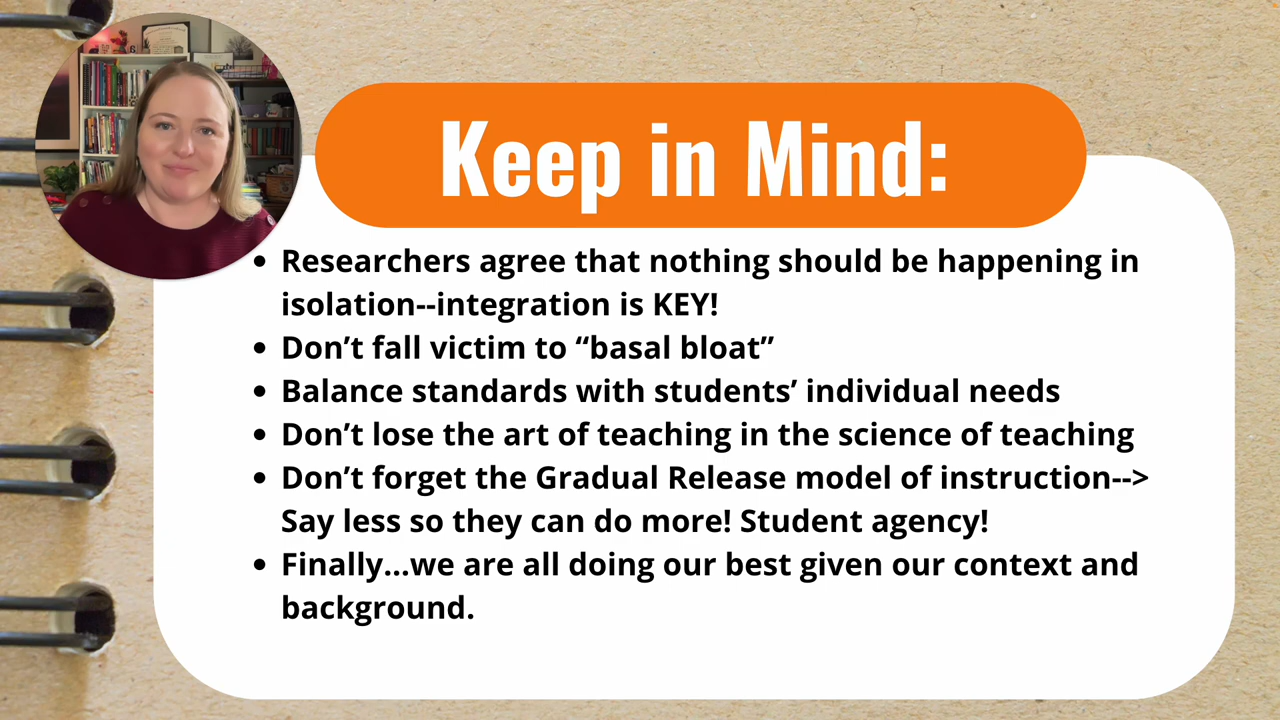 Keep in Mind:
• Researchers agree that nothing should be happening in
isolation--integration is KEY!
• Don’t fall victim to “basal bloat”
• Balance standards with students’ individual needs
• Don’t lose the art of teaching in the science of teaching
• Don’t forget the Gradual Release model of instruction-->
Say less so they can do more! Student agency!
• Finally...we are all doing our best given our context and
background.